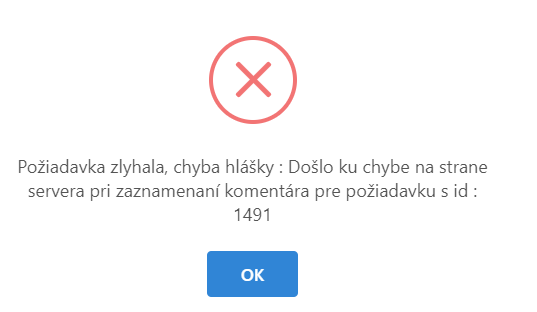 Požiadavka zlyhala, chyba hlášky : Došlo ku chybe na strane
servera pri zaznamenaní komentára pre požiadavku s id :
1491
OK